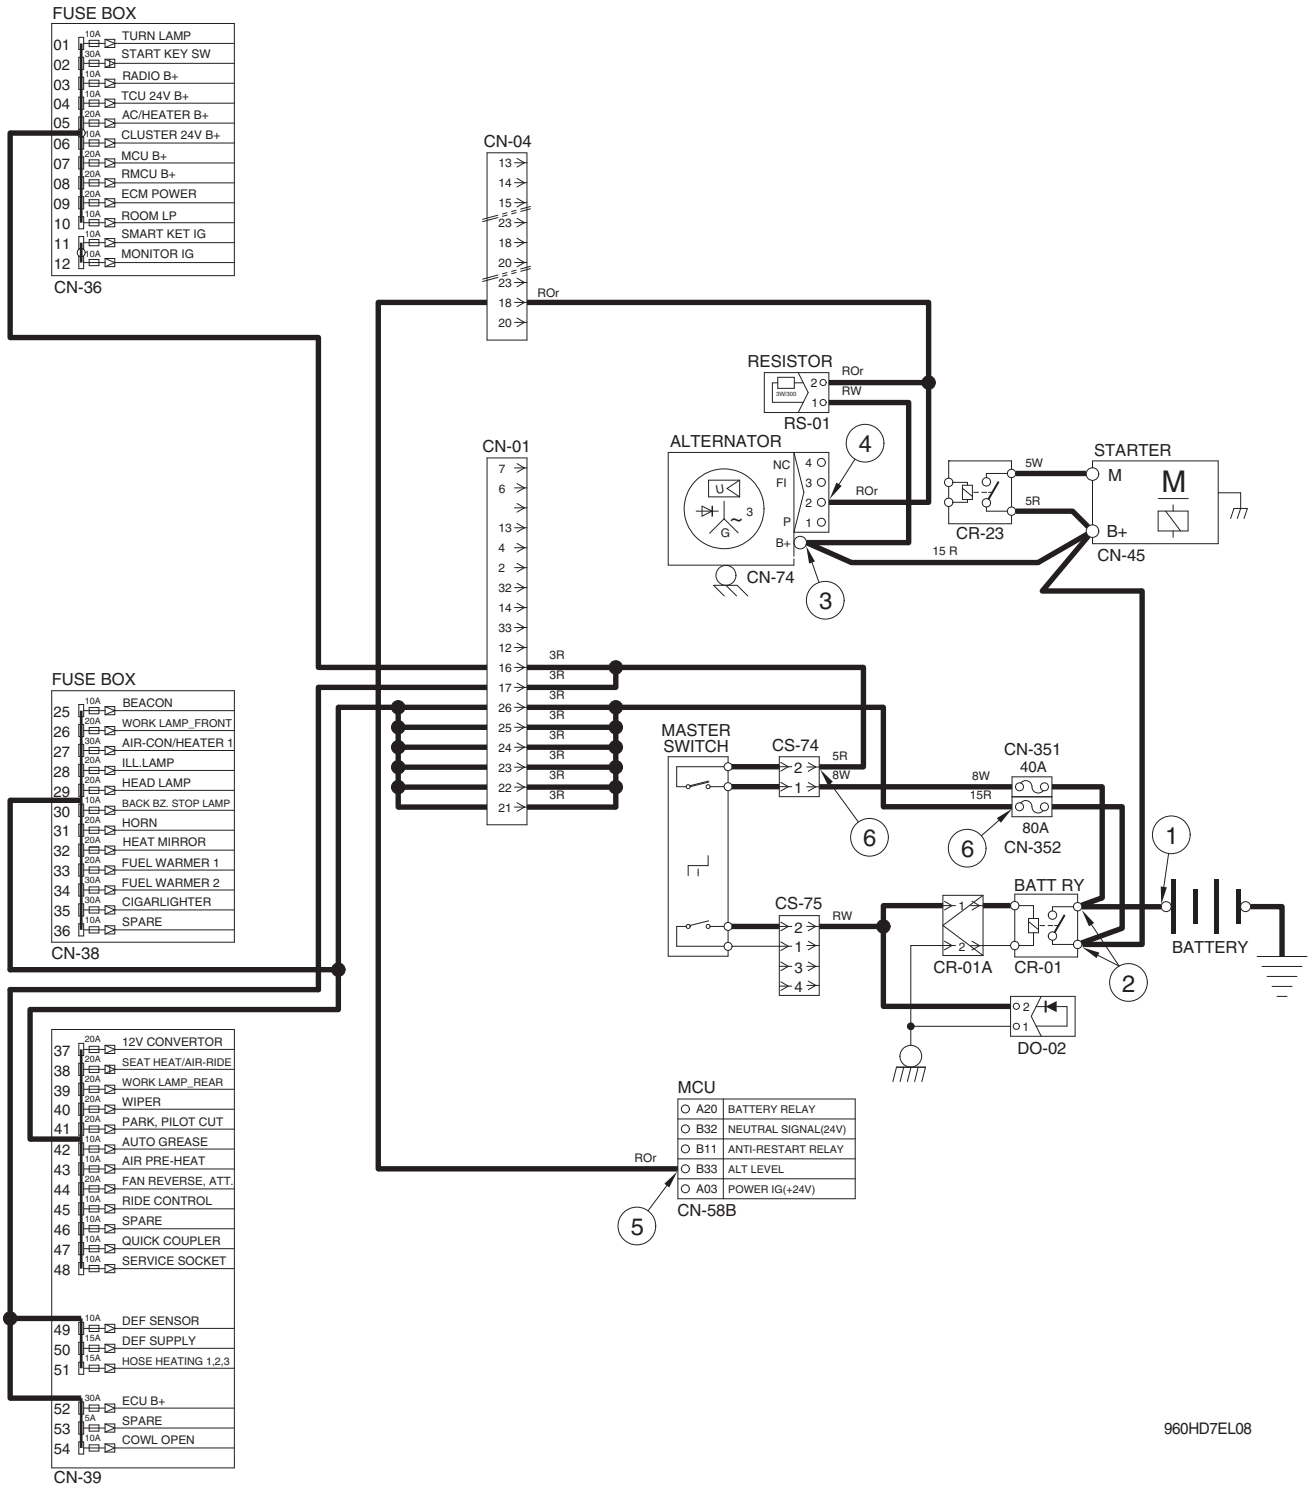 FUSE BOX
01 10A TURN LAMP
02 30A START KEY SW
03 10A RADIO B+
04 10A TCU 24V B+
05 20A AC/HEATER B+
06 10A CLUSTER 24V B+
07 20A MCU B+
08 20A RMCU B+
09 20A ECM POWER
10 10A ROOM LP
11 10A SMART KET IG
12 10A MONITOR IG
CN-36
CN-04
13
14
15
23
18
20
23
18 ROr
20
RESISTOR
3W/300
2 ROr
1 RW
RS-01
ALTERNATOR
NC 4
FI 3
2 ROr
P 1
B+
U
3
G
CN-74
4
3
15 R
CR-23
5W
5R
STARTER
M
M
B+
CN-45
CN-01
7
6
13
4
2
32
14
33
12
16 3R
17 3R
26 3R
25 3R
24 3R
23 3R
22 3R
21 3R
FUSE BOX
25 10A BEACON
26 20A WORK LAMP_FRONT
27 30A AIR-CON/HEATER 1
28 20A ILL.LAMP
29 20A HEAD LAMP
30 10A BACK BZ. STOP LAMP
31 20A HORN
32 20A HEAT MIRROR
33 20A FUEL WARMER 1
34 30A FUEL WARMER 2
35 30A CIGARLIGHTER
36 10A SPARE
CN-38
MASTER
SWITCH
CS-74
2 5R
1 8W
6
CN-351
40A
8W
15R
80A
CN-352
6
1
BATT RY
BATTERY
CS-75
2 RW
1
3
4
1
2
CR-01A
CR-01
2
2
1
DO-02
37 20A 12V CONVERTOR
38 20A SEAT HEAT/AIR-RIDE
39 20A WORK LAMP_REAR
40 20A WIPER
41 20A PARK, PILOT CUT
42 10A AUTO GREASE
43 10A AIR PRE-HEAT
44 20A FAN REVERSE, ATT.
45 10A RIDE CONTROL
46 10A SPARE
47 10A QUICK COUPLER
48 10A SERVICE SOCKET
49 10A DEF SENSOR
50 15A DEF SUPPLY
51 15A HOSE HEATING 1,2,3
52 30A ECU B+
53 5A SPARE
54 10A COWL OPEN
CN-39
MCU
A20 BATTERY RELAY
B32 NEUTRAL SIGNAL(24V)
B11 ANTI-RESTART RELAY
ROr B33 ALT LEVEL
A03 POWER IG(+24V)
CN-58B
5
960HD7EL08